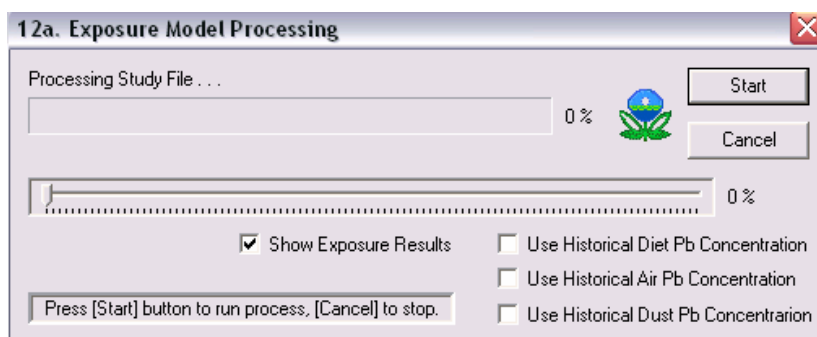 12a. Exposure Model Processing
Processing Study File . . .
0 %
Start
Cancel
0 %
Show Exposure Results
Use Historical Diet Pb Concentration
Use Historical Air Pb Concentration
Press [Start] button to run process, [Cancel] to stop.
Use Historical Dust Pb Concentrarion